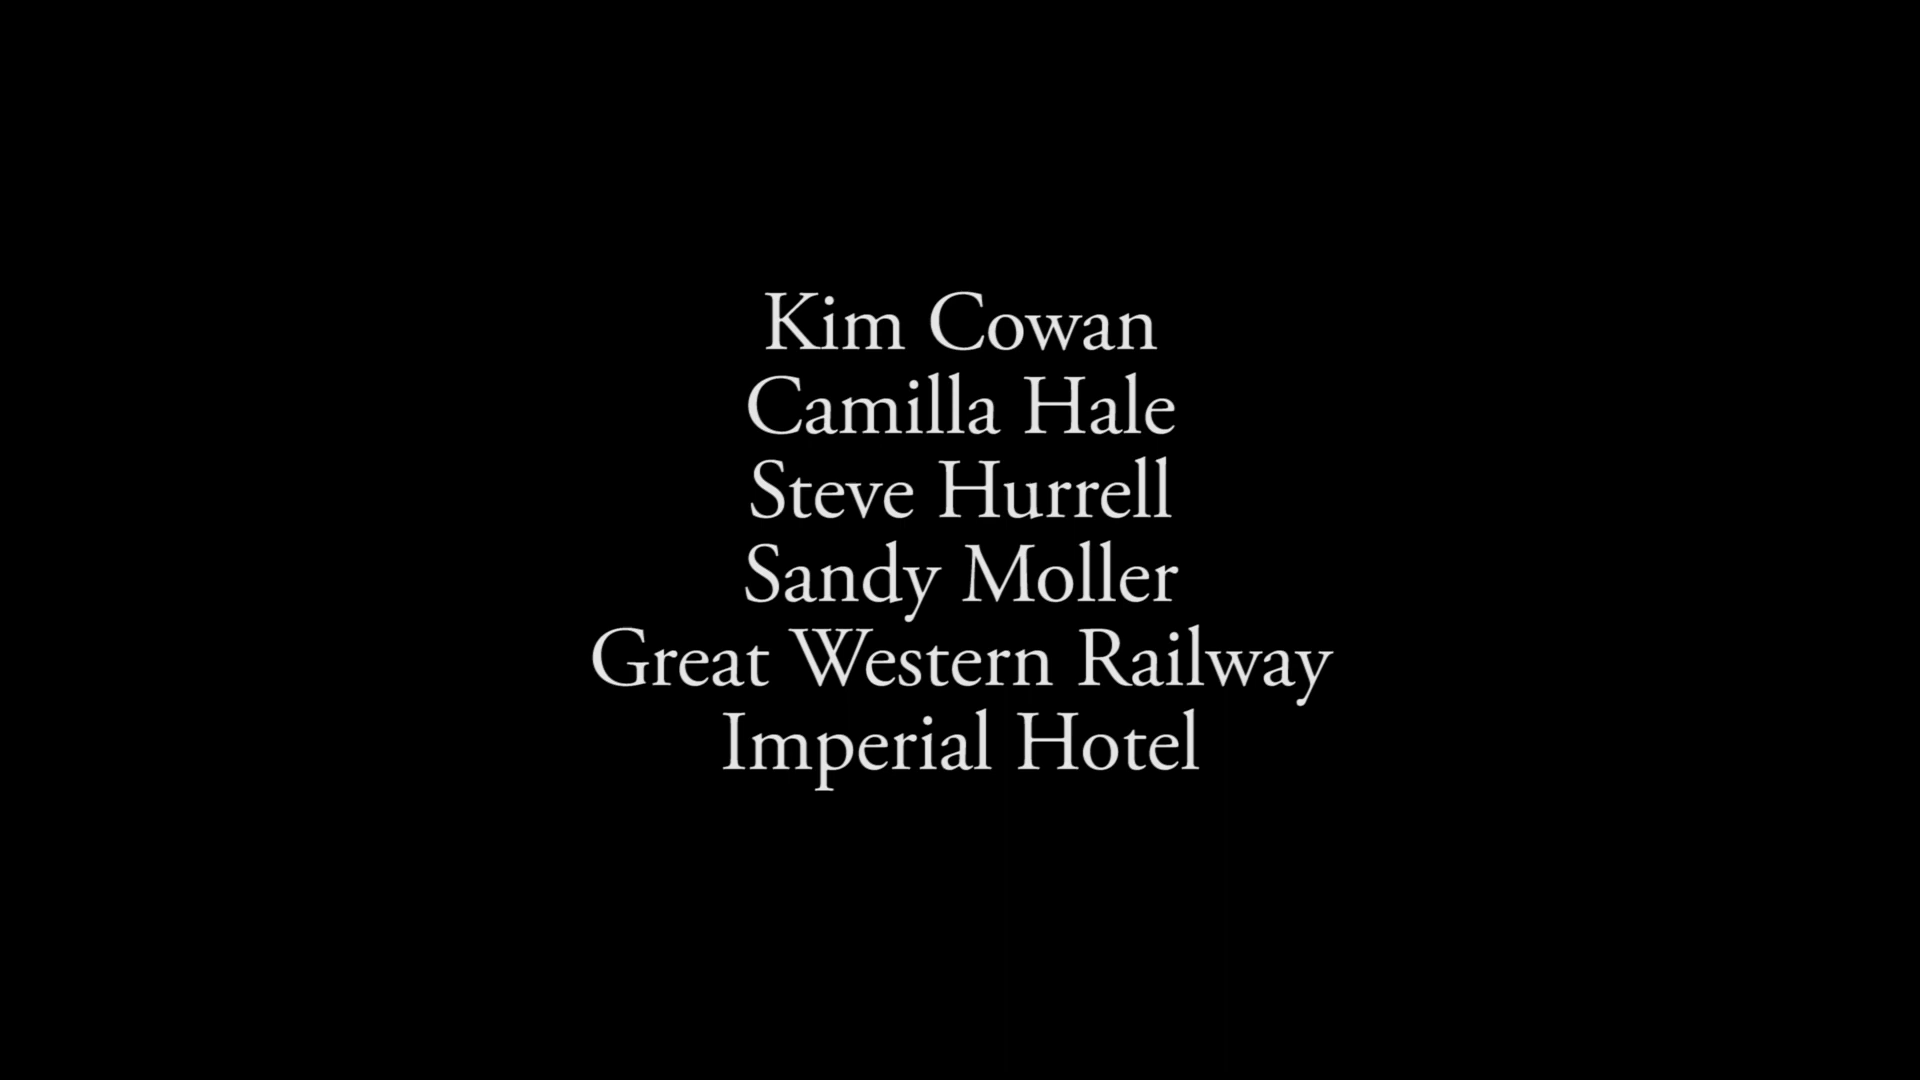 Kim Cowan
Camilla Hale
Steve Hurrell
Sandy Moller
Great Western Railway
Imperial Hotel